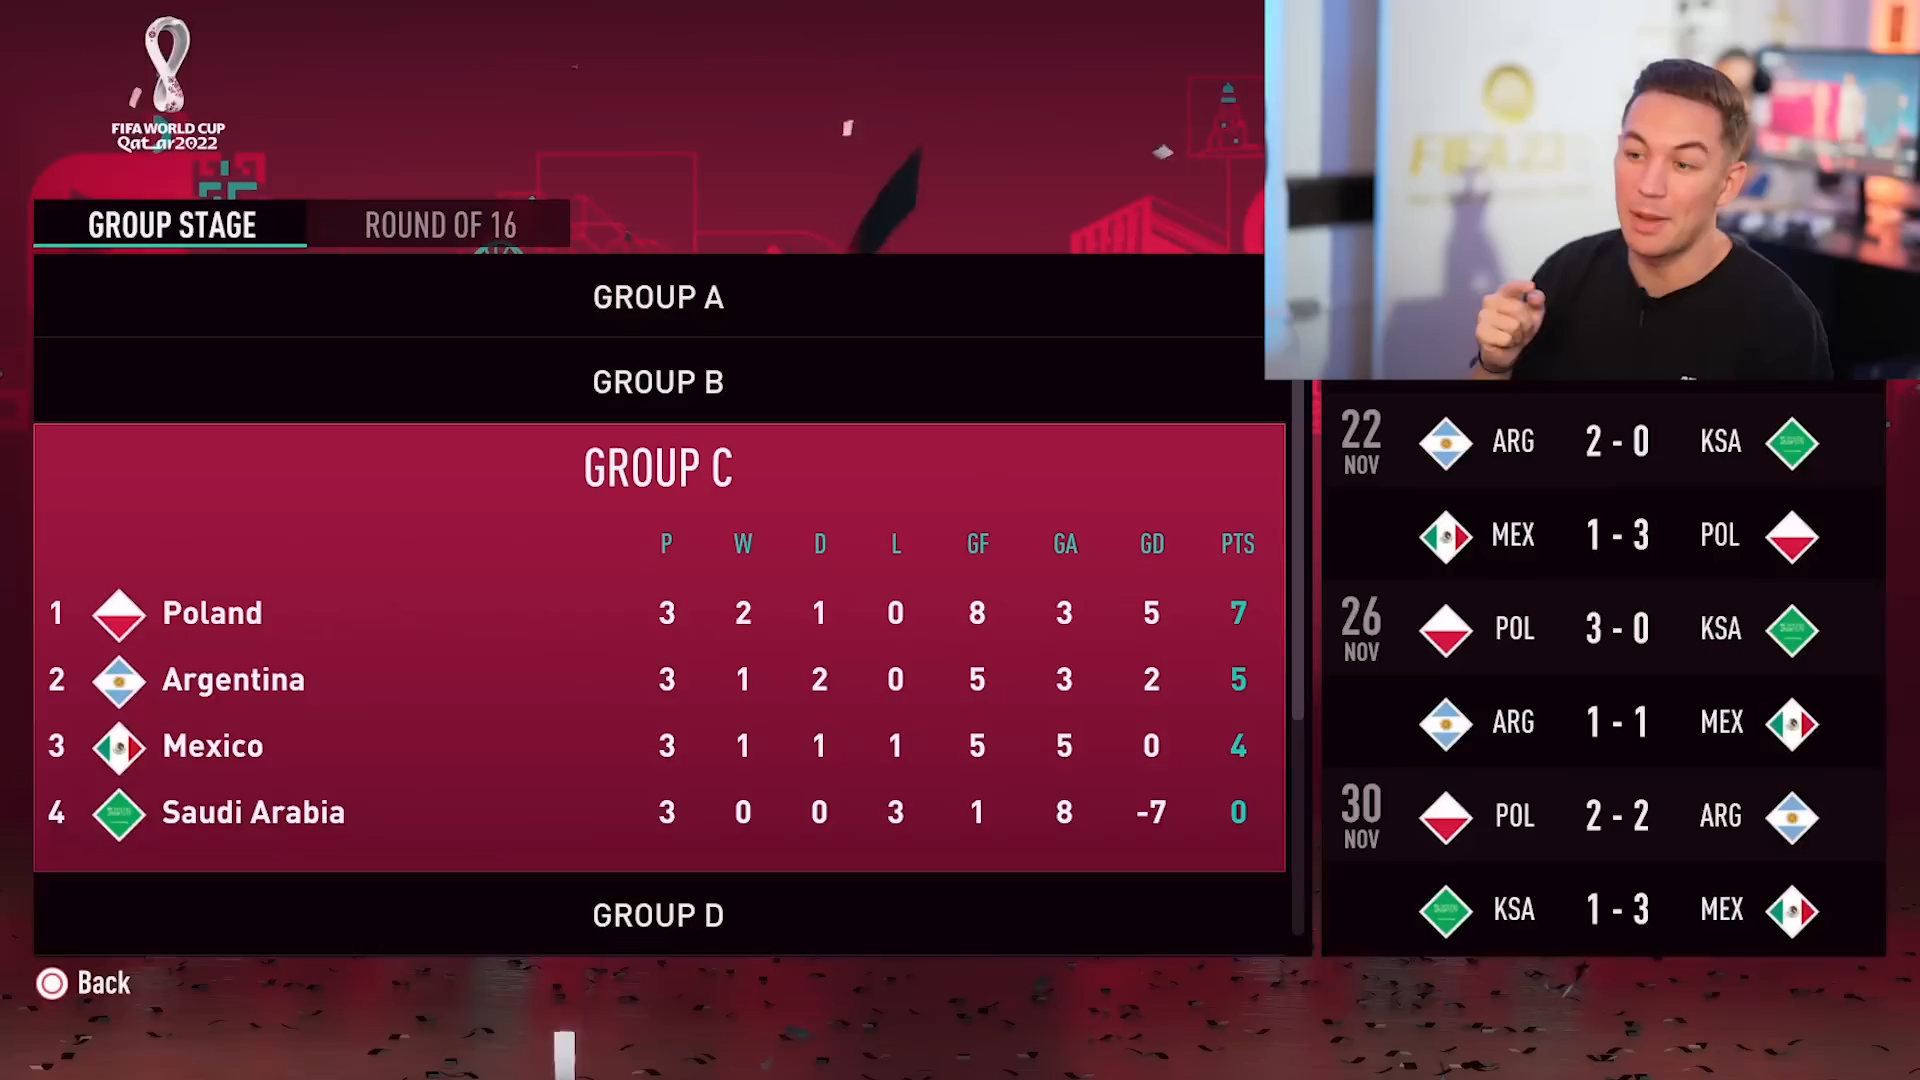 FIFA WORLD CUP
Qatar2022
FIFA 23
GROUP STAGE
ROUND OF 16
GROUP A
GROUP B
GROUP C
P W D L GF GA GD PTS
1 Poland 3 2 1 0 8 3 5 7
2 Argentina 3 1 2 0 5 3 2 5
3 Mexico 3 1 1 1 5 5 0 4
4 Saudi Arabia 3 0 0 3 1 8 -7 0
GROUP D
22 NOV ARG 2 - 0 KSA
MEX 1 - 3 POL
26 NOV POL 3 - 0 KSA
ARG 1 - 1 MEX
30 NOV POL 2 - 2 ARG
KSA 1 - 3 MEX
Back